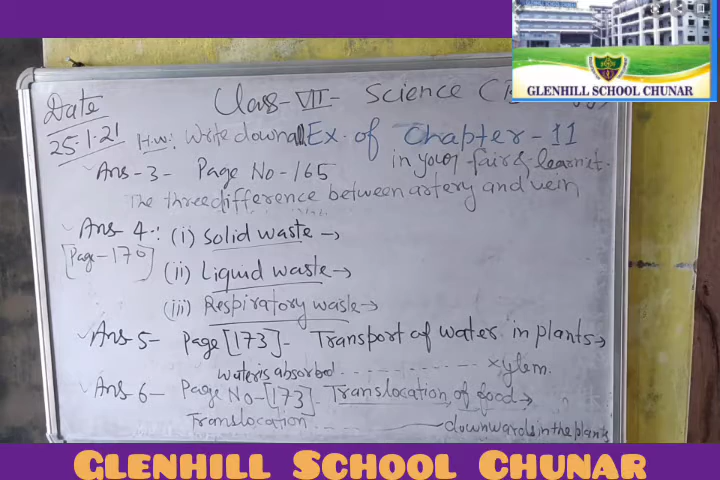 GLENHILL SCHOOL CHUNAR
Date
25.1.21
Class-VII- Science
H.W: Write down all Ex. of Chapter-11
in your fair & learn it.
Ans-3- Page No-165
The three difference between artery and vein
Ans 4: (i) Solid waste →
[Page-170]
(ii) Liquid waste →
(iii) Respiratory waste →
Ans 5- Page [173]- Transport of water in plants →
water is absorbed ............ xylem.
Ans 6- Page No-[173]- Translocation of food →
Translocation ........ downwards in the plants
GLENHILL SCHOOL CHUNAR